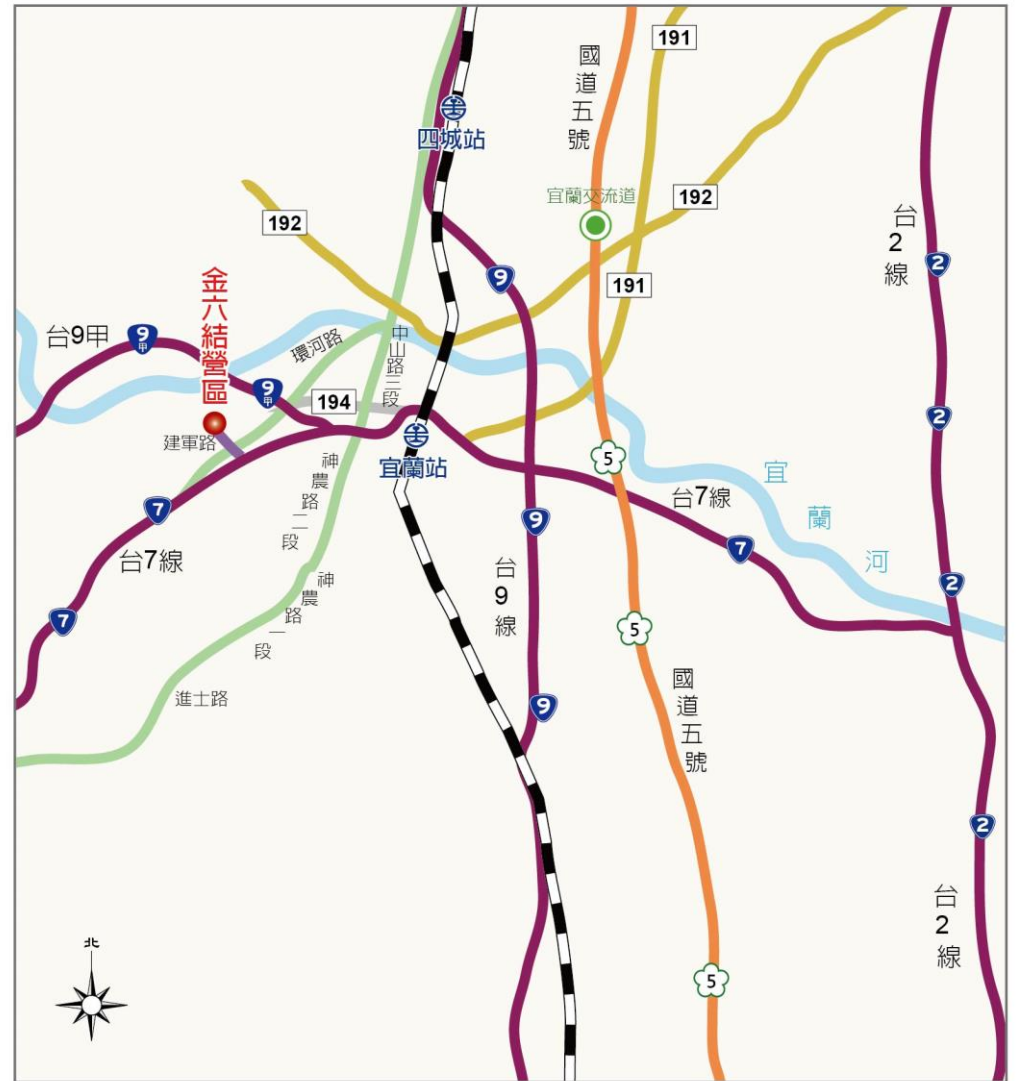 191
國道五號
四城站
宜蘭交流道
192
192
台2線
2
191
9
金六結營區
台9甲
9甲
環河路
中山路三段
9甲
194
建軍路
宜蘭站
神農路二段
5
宜蘭河
2
台7線
7
台7線
7
9
台9線
2
神農路一段
7
5
進士路
國道五號
9
2
台2線
北
5